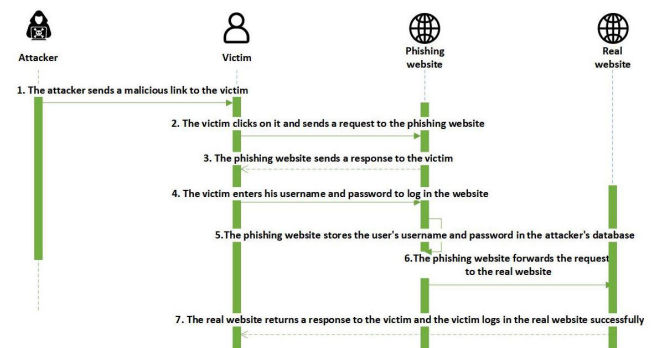 Attacker
Victim
Phishing
website
Real
website
1. The attacker sends a malicious link to the victim
2. The victim clicks on it and sends a request to the phishing website
3. The phishing website sends a response to the victim
4. The victim enters his username and password to log in the website
5.The phishing website stores the user's username and password in the attacker's database
6.The phishing website forwards the request
to the real website
7. The real website returns a response to the victim and the victim logs in the real website successfully